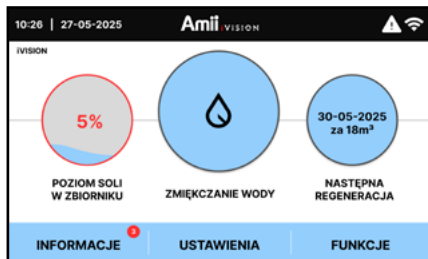 10:26 | 27-05-2025
Amii.VISION
iVISION
5%
30-05-2025
za 18m³
POZIOM SOLI
W ZBIORNIKU
ZMIĘKCZANIE WODY
NASTĘPNA
REGENERACJA
INFORMACJE
3
USTAWIENIA
FUNKCJE